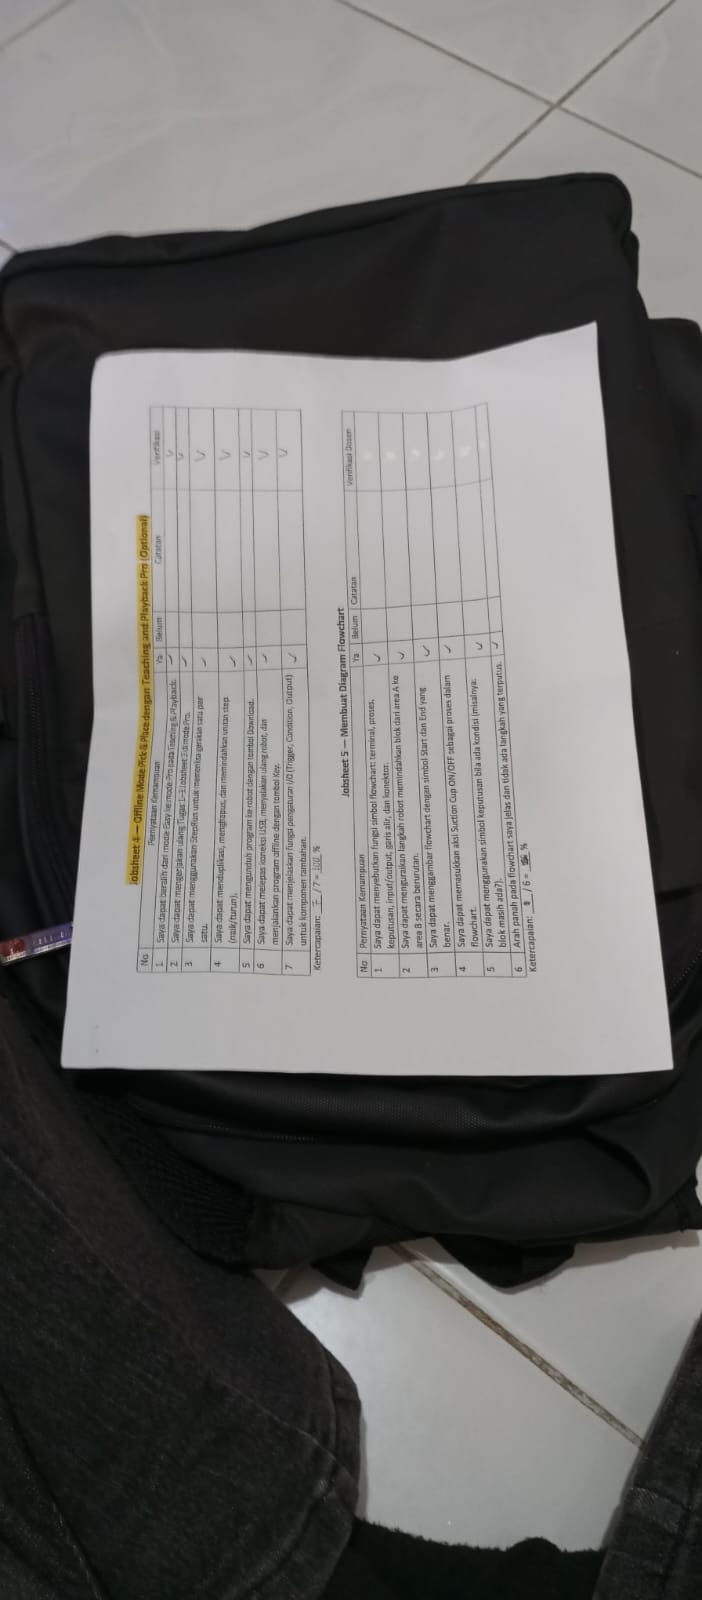 Jobsheet 4 — Offline Mode Pick & Place dengan Teaching and Playback Pro (Optional)
No Pernyataan Kemampuan Ya Belum Catatan Verifikasi
1 Saya dapat beralih dari mode Easy ke mode Pro pada Teaching & Playback. ✓ ✓
2 Saya dapat mengerjakan ulang Tugas 1–3 Jobsheet 3 di mode Pro. ✓ ✓
3 Saya dapat menggunakan StepRun untuk memeriksa gerakan satu per ✓ ✓
satu.
4 Saya dapat menduplikasi, menghapus, dan memindahkan urutan step ✓ ✓
(naik/turun).
5 Saya dapat mengunduh program ke robot dengan tombol Download. ✓ ✓
6 Saya dapat melepas koneksi USB, menyalakan ulang robot, dan ✓ ✓
menjalankan program offline dengan tombol Key.
7 Saya dapat menjelaskan fungsi pengaturan I/O (Trigger, Condition, Output) ✓ ✓
untuk komponen tambahan.
Ketercapaian: 7 / 7 = 100 %
Jobsheet 5 — Membuat Diagram Flowchart
No Pernyataan Kemampuan Ya Belum Catatan Verifikasi Dosen
1 Saya dapat menyebutkan fungsi simbol flowchart: terminal, proses, ✓
keputusan, input/output, garis alir, dan konektor.
2 Saya dapat menguraikan langkah robot memindahkan blok dari area A ke ✓
area B secara berurutan.
3 Saya dapat menggambar flowchart dengan simbol Start dan End yang ✓
benar.
4 Saya dapat memasukkan aksi Suction Cup ON/OFF sebagai proses dalam ✓
flowchart.
5 Saya dapat menggunakan simbol keputusan bila ada kondisi (misalnya: ✓
blok masih ada?).
6 Arah panah pada flowchart saya jelas dan tidak ada langkah yang terputus. ✓
Ketercapaian: / 6 = %